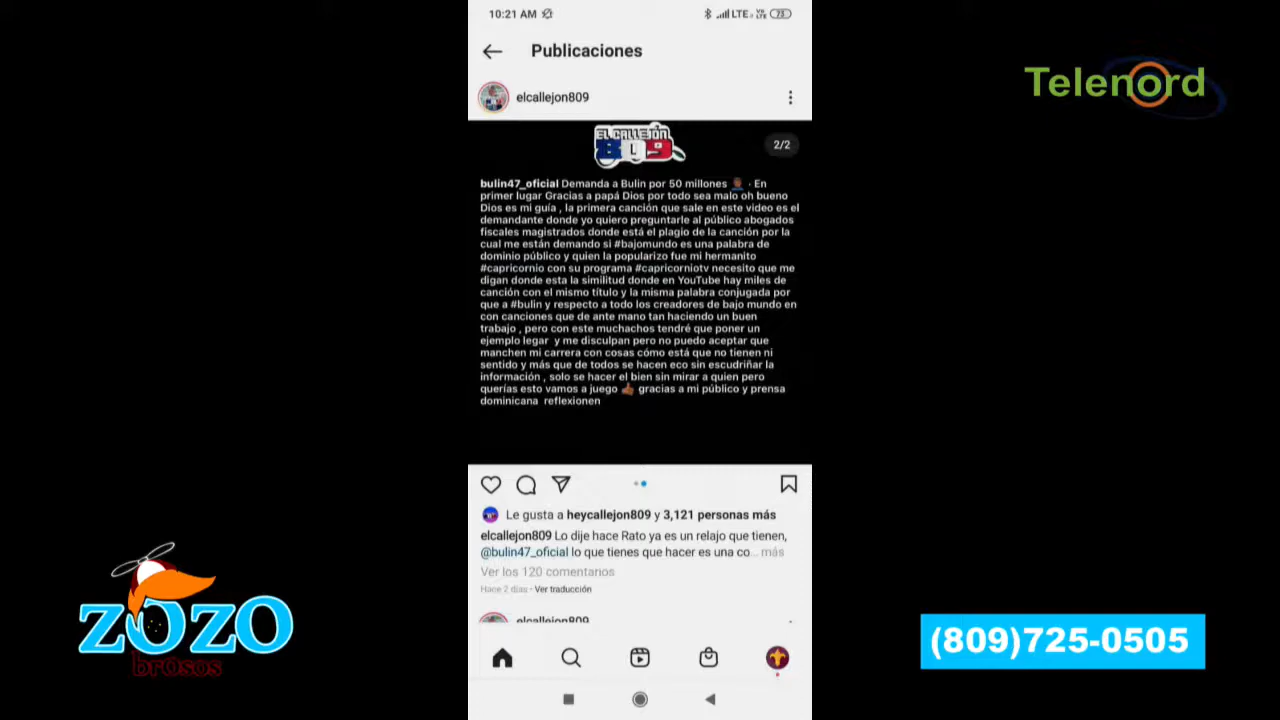 10:21 AM
LTE
VB
LTE
73
Publicaciones
Telenord
elcallejon809
EL CALLEJÓN
809
2/2
bulin47_oficial Demanda a Bulin por 50 millones 🤦🏾‍♂️ · En
primer lugar Gracias a papá Dios por todo sea malo oh bueno
Dios es mi guía , la primera canción que sale en este video es el
demandante donde yo quiero preguntarle al público abogados
fiscales magistrados donde está el plagio de la canción por la
cual me están demando si #bajomundo es una palabra de
dominio público y quien la popularizo fue mi hermanito
#capricornio con su programa #capricorniotv necesito que me
digan donde esta la similitud donde en YouTube hay miles de
canción con el mismo título y la misma palabra conjugada por
que a #bulin y respecto a todo los creadores de bajo mundo en
con canciones que de ante mano tan haciendo un buen
trabajo , pero con este muchachos tendré que poner un
ejemplo legar y me disculpan pero no puedo aceptar que
manchen mi carrera con cosas cómo está que no tienen ni
sentido y más que de todos se hacen eco sin escudriñar la
información , solo se hacer el bien sin mirar a quien pero
querías esto vamos a juego 👍🏾 gracias a mi público y prensa
dominicana reflexionen
Le gusta a heycallejon809 y 3,121 personas más
elcallejon809 Lo dije hace Rato ya es un relajo que tienen,
@bulin47_oficial lo que tienes que hacer es una co... más
Ver los 120 comentarios
Hace 2 días · Ver traducción
elcallejon809
zozo
brosos
(809)725-0505